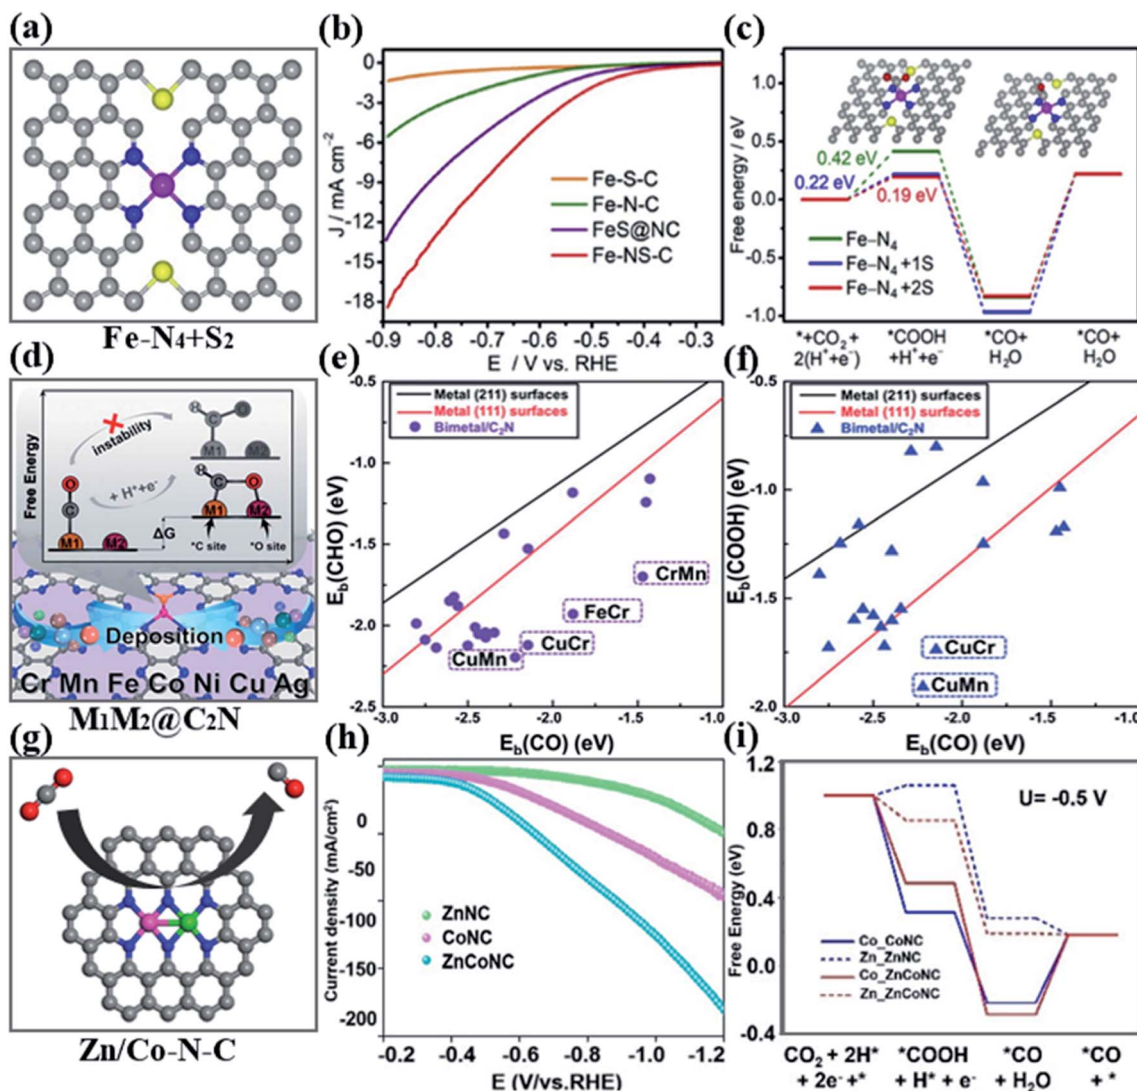 (a)
Fe-N4+S2
(b)
J / mA cm⁻²
0
-3
-6
-9
-12
-15
-18
Fe-S-C
Fe-N-C
FeS@NC
Fe-NS-C
-0.9 -0.8 -0.7 -0.6 -0.5 -0.4 -0.3
E / V vs. RHE
(c)
Free energy / eV
1.0
0.5
0.0
-0.5
-1.0
0.42 eV
0.22 eV
0.19 eV
Fe–N4
Fe–N4+1S
Fe–N4+2S
*+CO2+ *COOH *CO+ *CO+
2(H⁺+e⁻) +H⁺+e⁻ H2O H2O
(d)
Free Energy
instability
+ H⁺+e⁻
H
O
C
M1 M2
H
C O
M1 M2
O
C
M1 M2
ΔG
*C site *O site
Deposition
Cr Mn Fe Co Ni Cu Ag
M1M2@C2N
(e)
Eb(CHO) (eV)
-0.5
-1.0
-1.5
-2.0
-2.5
Metal (211) surfaces
Metal (111) surfaces
Bimetal/C2N
CrMn
FeCr
CuCr
CuMn
-3.0 -2.5 -2.0 -1.5 -1.0
Eb(CO) (eV)
(f)
Eb(COOH) (eV)
-0.5
-1.0
-1.5
-2.0
Metal (211) surfaces
Metal (111) surfaces
Bimetal/C2N
CuCr
CuMn
-3.0 -2.5 -2.0 -1.5 -1.0
Eb(CO) (eV)
(g)
Zn/Co-N-C
(h)
Current density (mA/cm²)
0
-50
-100
-150
-200
ZnNC
CoNC
ZnCoNC
-0.2 -0.4 -0.6 -0.8 -1.0 -1.2
E (V/vs.RHE)
(i)
Free Energy (eV)
1.2
0.8
0.4
0.0
-0.4
U= -0.5 V
Co_CoNC
Zn_ZnNC
Co_ZnCoNC
Zn_ZnCoNC
CO2 + 2H* *COOH *CO *CO
+ 2e⁻ +* + H* + e⁻ + H2O + *